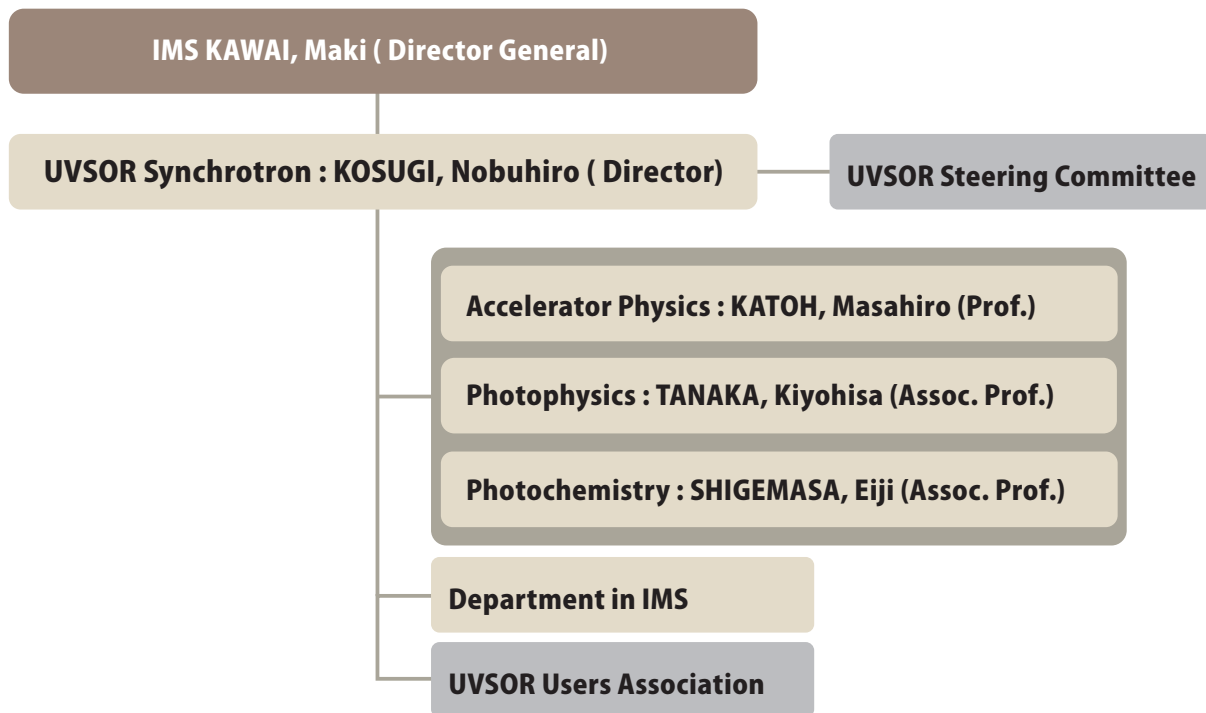 IMS KAWAI, Maki ( Director General)
UVSOR Synchrotron : KOSUGI, Nobuhiro ( Director)
UVSOR Steering Committee
Accelerator Physics : KATOH, Masahiro (Prof.)
Photophysics : TANAKA, Kiyohisa (Assoc. Prof.)
Photochemistry : SHIGEMASA, Eiji (Assoc. Prof.)
Department in IMS
UVSOR Users Association